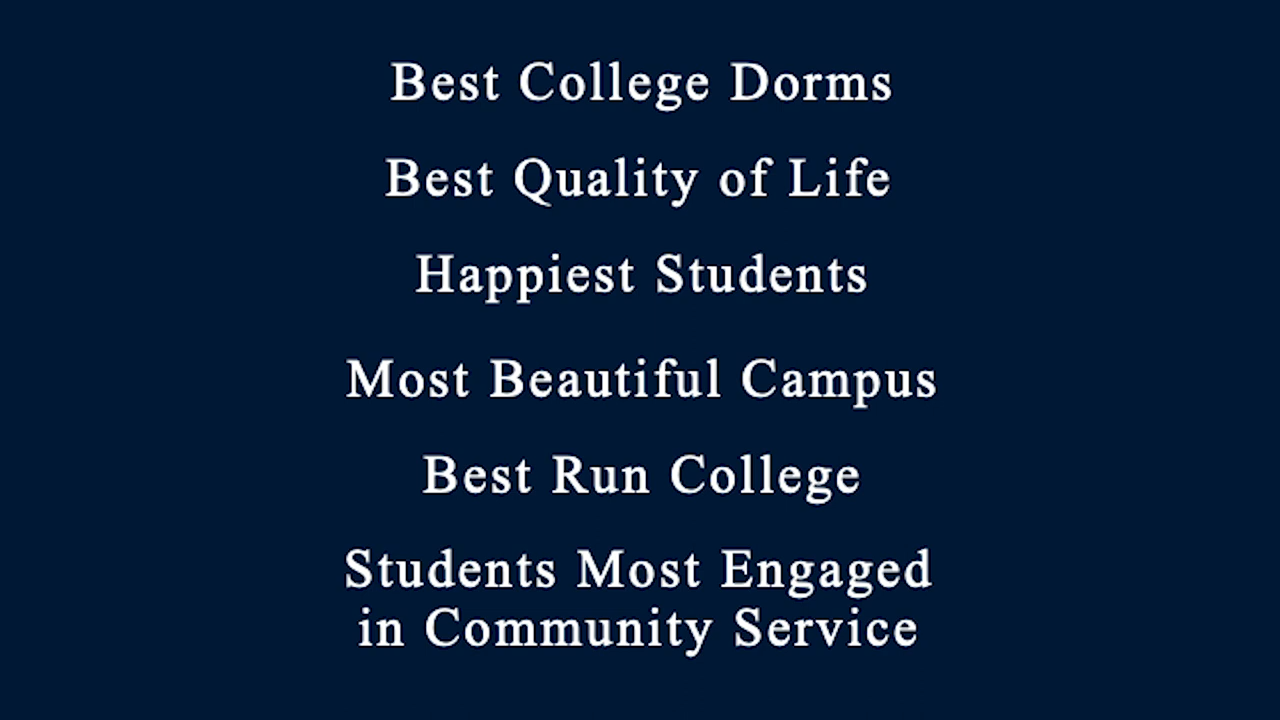 Best College Dorms
Best Quality of Life
Happiest Students
Most Beautiful Campus
Best Run College
Students Most Engaged
in Community Service